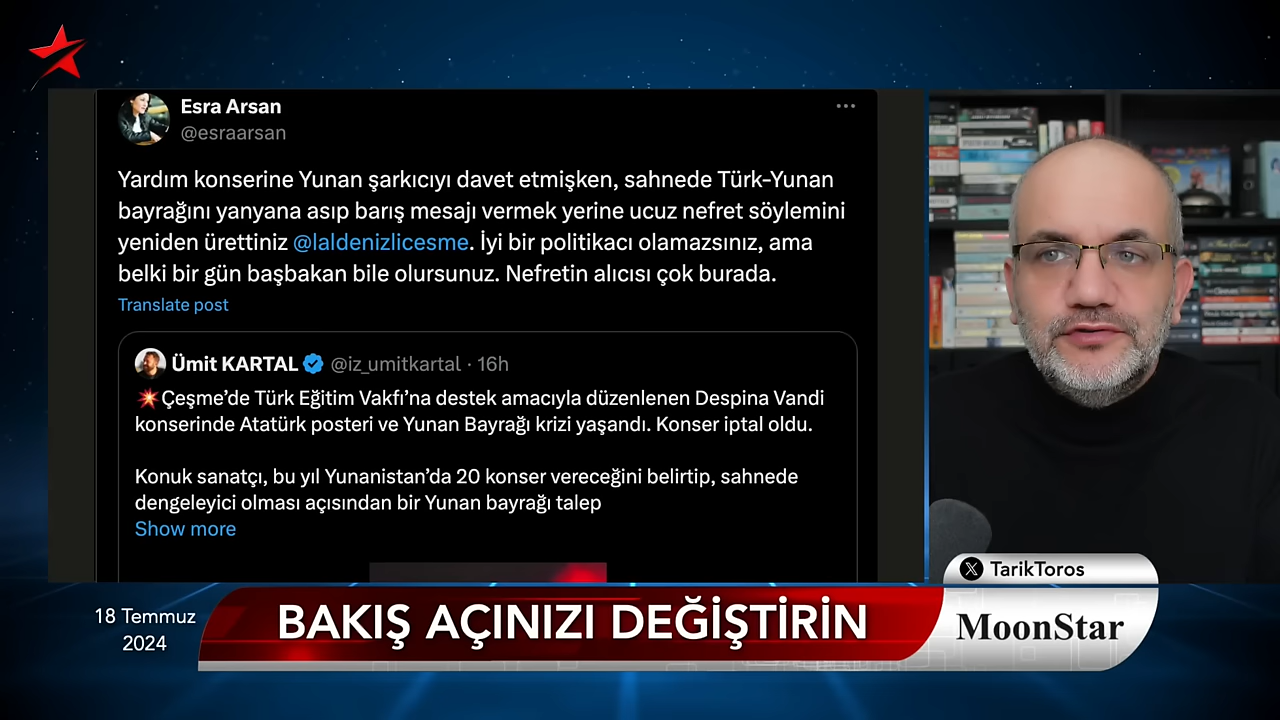 Esra Arsan
@esraarsan
Yardım konserine Yunan şarkıcıyı davet etmişken, sahnede Türk-Yunan
bayrağını yanyana asıp barış mesajı vermek yerine ucuz nefret söylemini
yeniden ürettiniz @laldenizlicesme. İyi bir politikacı olamazsınız, ama
belki bir gün başbakan bile olursunuz. Nefretin alıcısı çok burada.
Translate post
Ümit KARTAL @iz_umitkartal · 16h
💥Çeşme’de Türk Eğitim Vakfı’na destek amacıyla düzenlenen Despina Vandi
konserinde Atatürk posteri ve Yunan Bayrağı krizi yaşandı. Konser iptal oldu.
Konuk sanatçı, bu yıl Yunanistan’da 20 konser vereceğini belirtip, sahnede
dengeleyici olması açısından bir Yunan bayrağı talep
Show more
X TarikToros
18 Temmuz
2024
BAKIŞ AÇINIZI DEĞİŞTİRİN
MoonStar